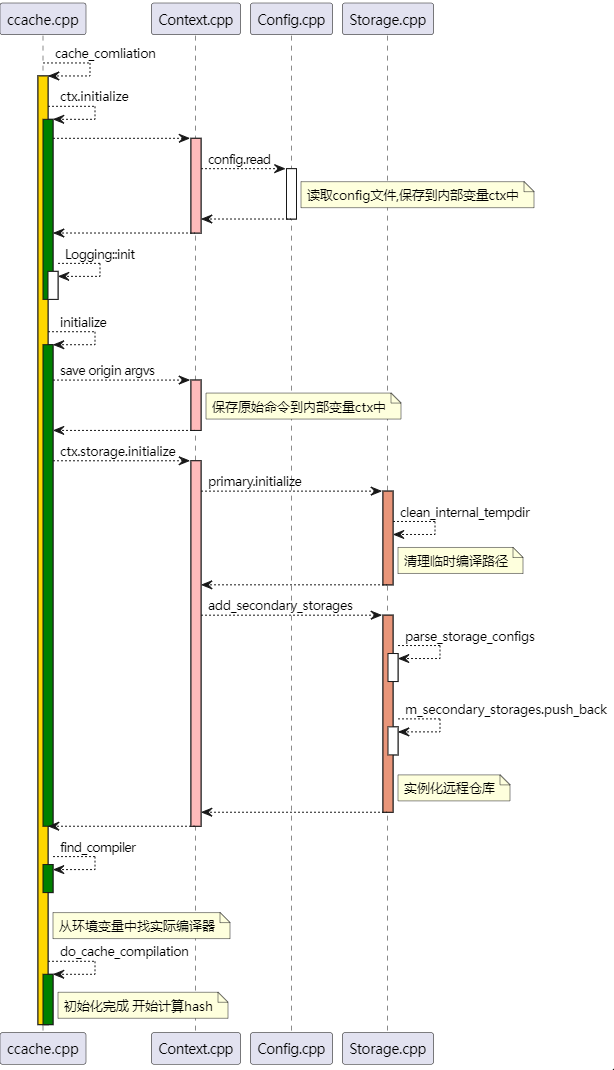 ccache.cpp
Context.cpp
Config.cpp
Storage.cpp
cache_comliation
ctx.initialize
config.read
读取config文件,保存到内部变量ctx中
Logging::init
initialize
save origin argvs
保存原始命令到内部变量ctx中
ctx.storage.initialize
primary.initialize
clean_internal_tempdir
清理临时编译路径
add_secondary_storages
parse_storage_configs
m_secondary_storages.push_back
实例化远程仓库
find_compiler
从环境变量中找实际编译器
do_cache_compilation
初始化完成 开始计算hash
ccache.cpp
Context.cpp
Config.cpp
Storage.cpp